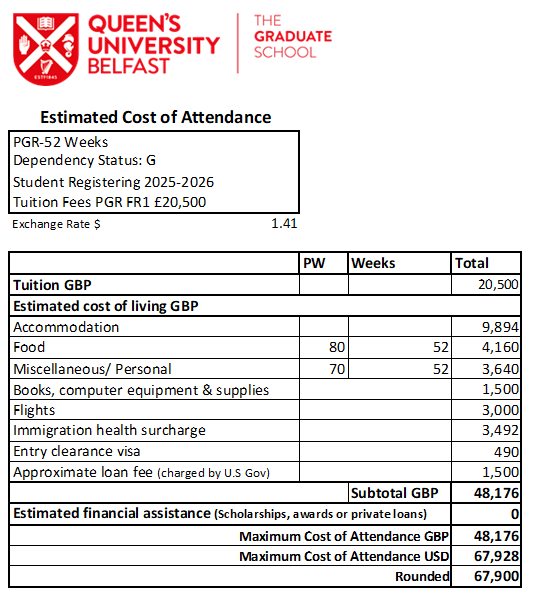 QUEEN'S
UNIVERSITY
BELFAST
THE
GRADUATE
SCHOOL
ESTD 1845
Estimated Cost of Attendance
PGR-52 Weeks
Dependency Status: G
Student Registering 2025-2026
Tuition Fees PGR FR1 £20,500
Exchange Rate $ 1.41
PW Weeks Total
Tuition GBP 20,500
Estimated cost of living GBP
Accommodation 9,894
Food 80 52 4,160
Miscellaneous/ Personal 70 52 3,640
Books, computer equipment & supplies 1,500
Flights 3,000
Immigration health surcharge 3,492
Entry clearance visa 490
Approximate loan fee (charged by U.S Gov) 1,500
Subtotal GBP 48,176
Estimated financial assistance (Scholarships, awards or private loans) 0
Maximum Cost of Attendance GBP 48,176
Maximum Cost of Attendance USD 67,928
Rounded 67,900